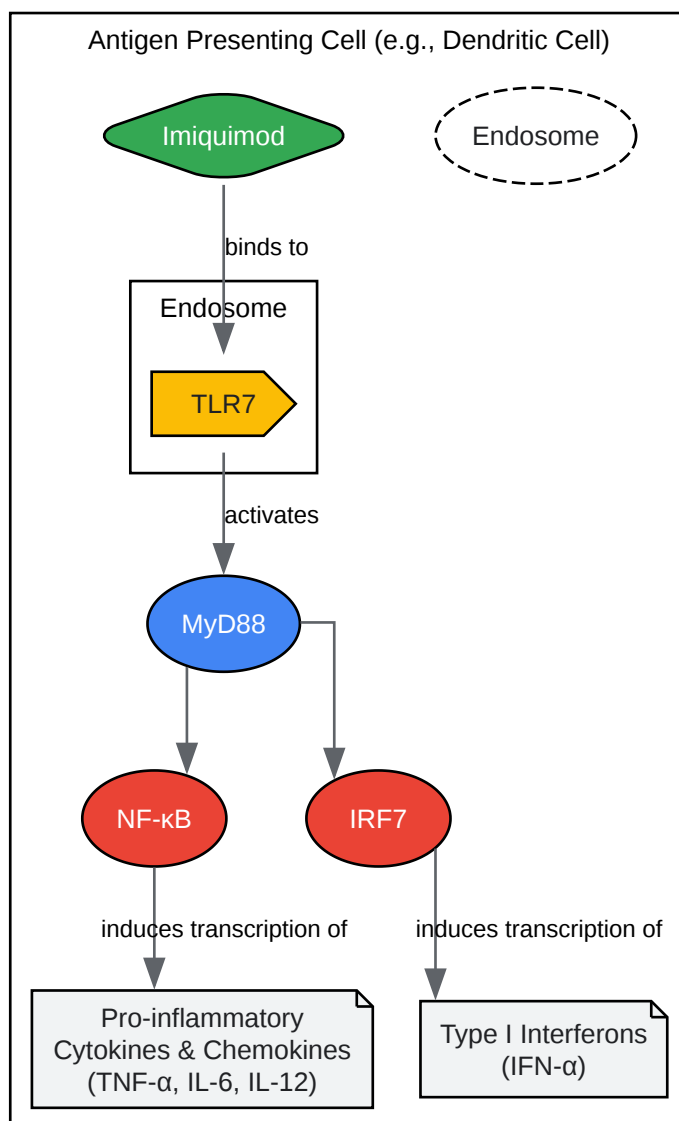 Antigen Presenting Cell (e.g., Dendritic Cell)
Imiquimod
Endosome
binds to
Endosome
TLR7
activates
MyD88
NF-κB
IRF7
induces transcription of
induces transcription of
Pro-inflammatory
Cytokines & Chemokines
(TNF-α, IL-6, IL-12)
Type I Interferons
(IFN-α)